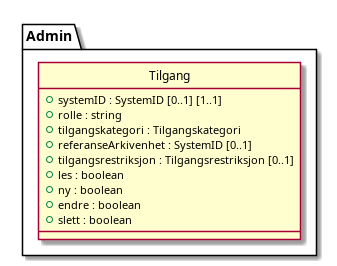 Admin
Tilgang
systemID : SystemID [0..1] [1..1]
rolle : string
tilgangskategori : Tilgangskategori
referanseArkivenhet : SystemID [0..1]
tilgangsrestriksjon : Tilgangsrestriksjon [0..1]
les : boolean
ny : boolean
endre : boolean
slett : boolean